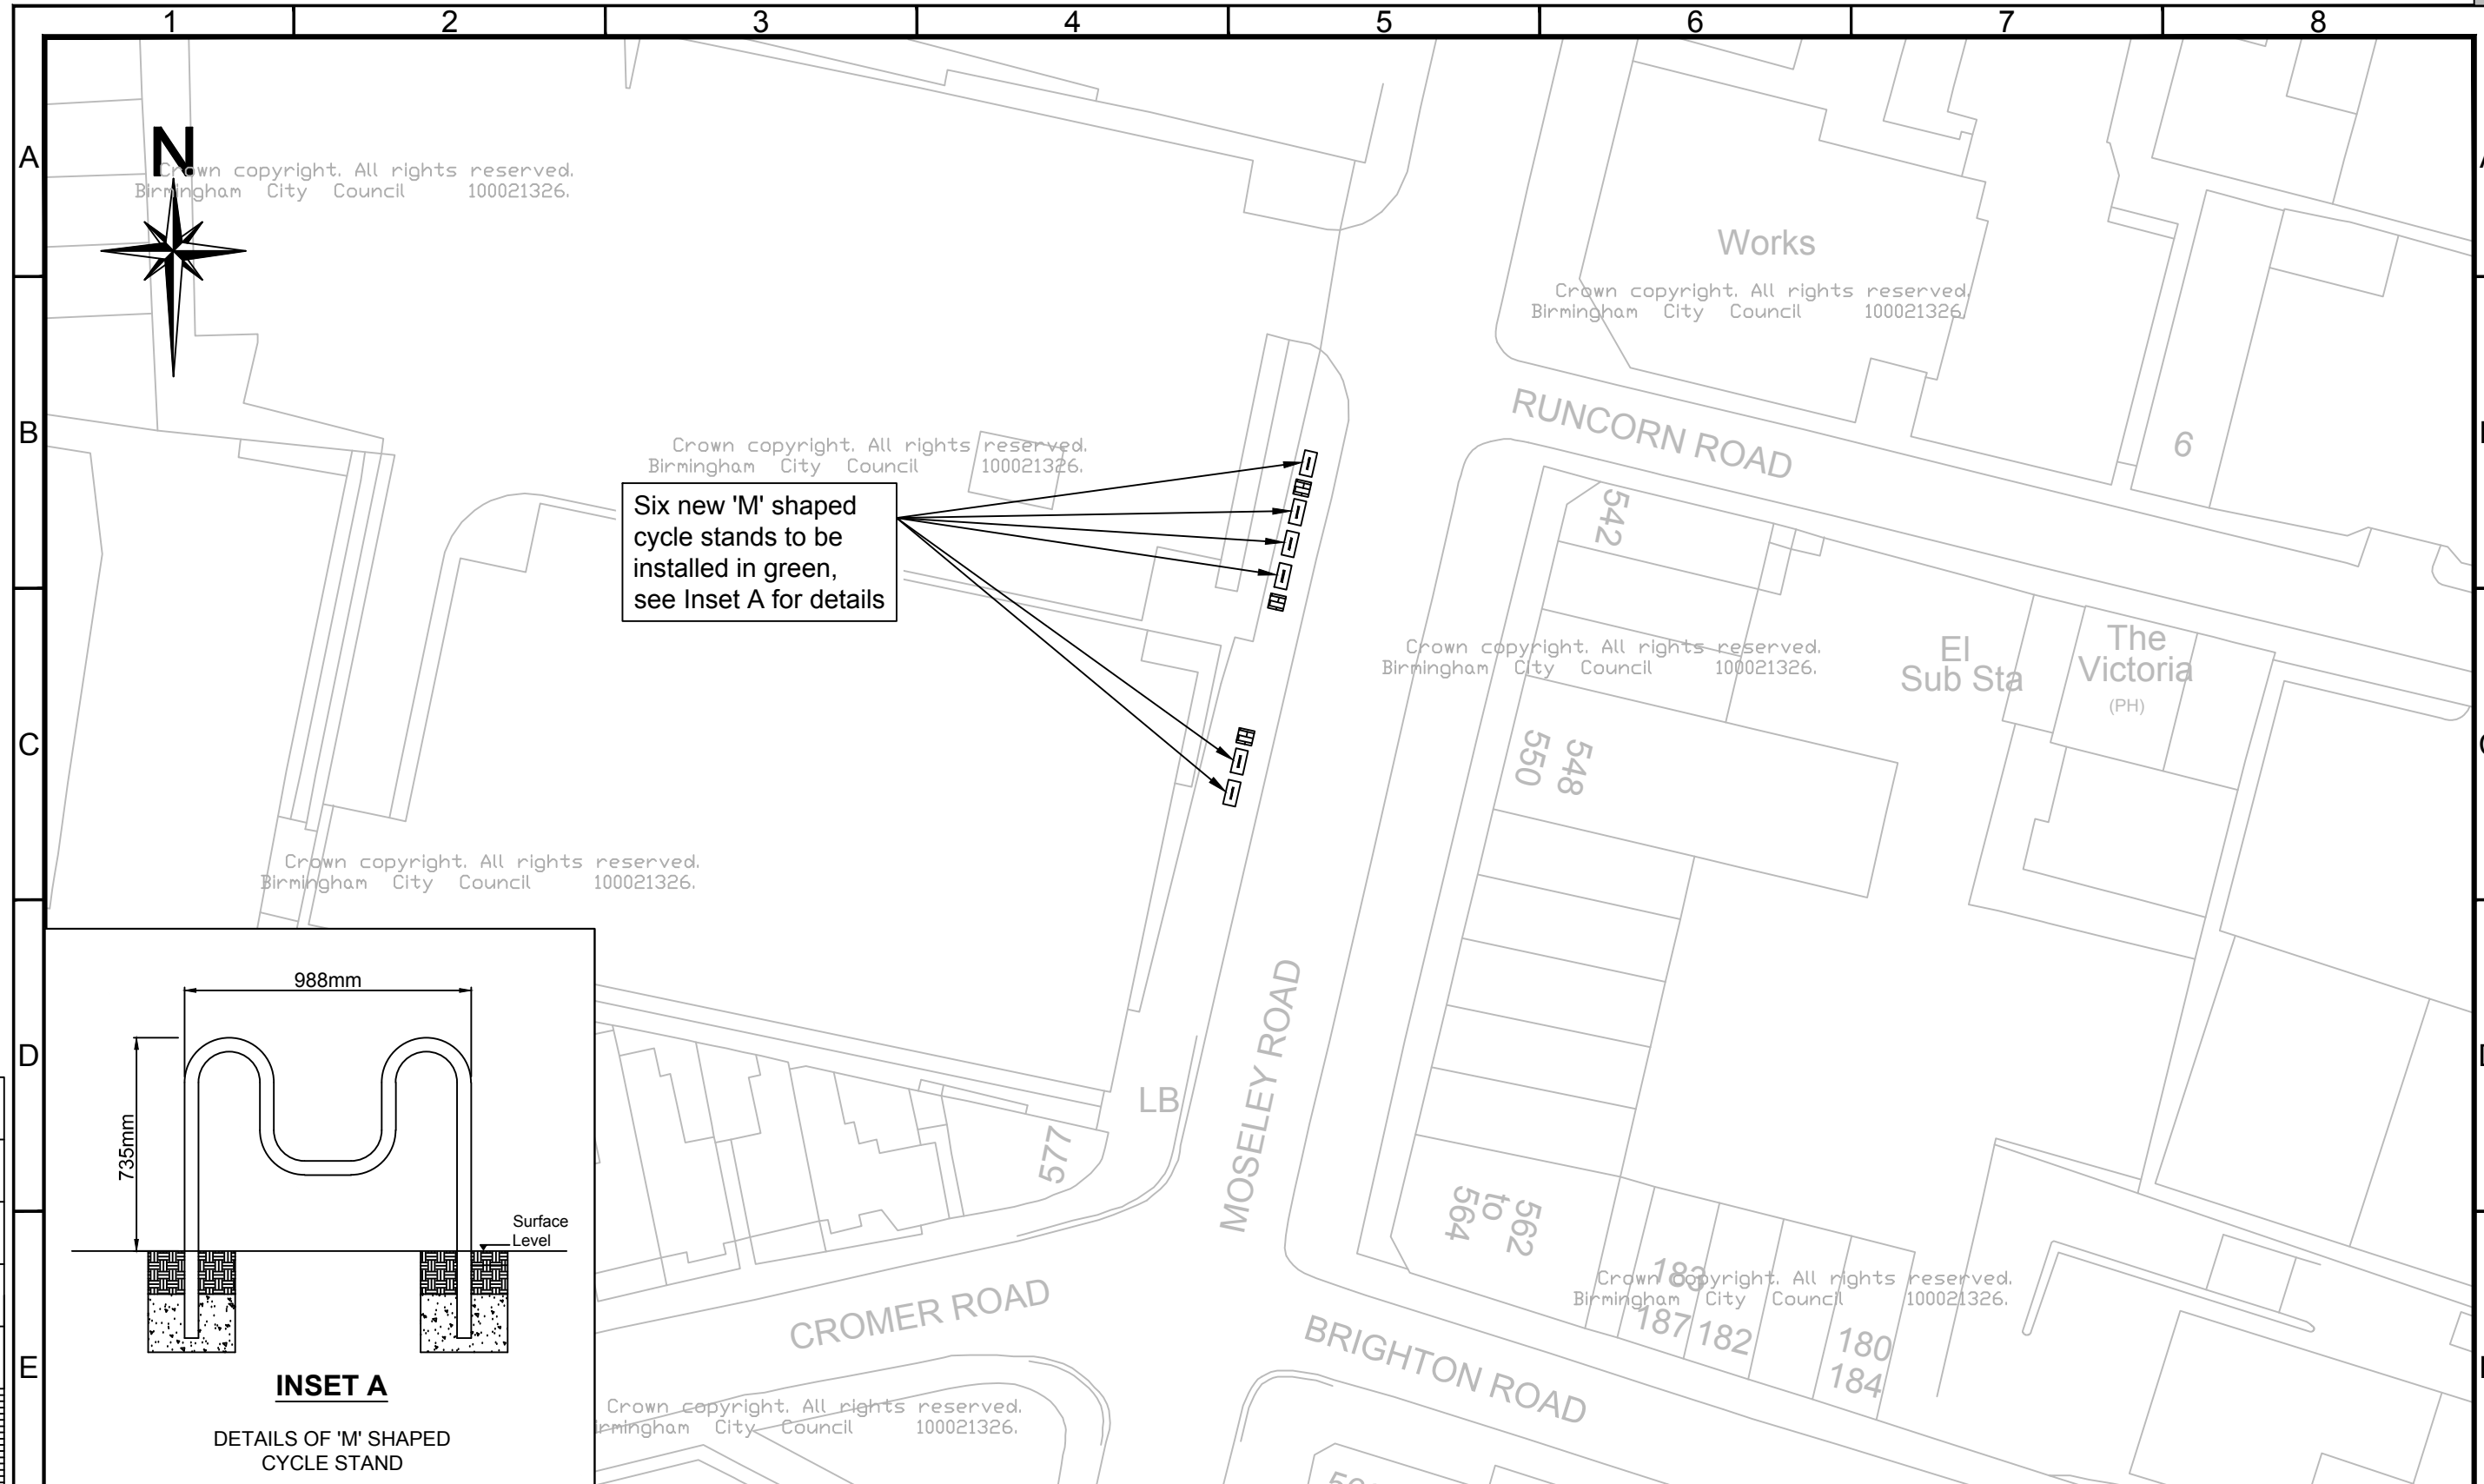 1 2 3 4 5 6 7 8
A
N
Crown copyright. All rights reserved.
Birmingham City Council 100021326.
Works
Crown copyright. All rights reserved.
Birmingham City Council 100021326.
B
RUNCORN ROAD
6
Crown copyright. All rights reserved.
Birmingham City Council 100021326.
Six new 'M' shaped
cycle stands to be
installed in green,
see Inset A for details
542
Crown copyright. All rights reserved.
Birmingham City Council 100021326.
El
Sub Sta
The
Victoria
(PH)
C
550
548
Crown copyright. All rights reserved.
Birmingham City Council 100021326.
988mm
D
735mm
LB
MOSELEY ROAD
577
Surface
Level
564
to
562
183
Crown copyright. All rights reserved.
Birmingham City Council 100021326.
187
182
180
184
CROMER ROAD
BRIGHTON ROAD
E
INSET A
Crown copyright. All rights reserved.
irmingham City Council 100021326.
DETAILS OF 'M' SHAPED
CYCLE STAND